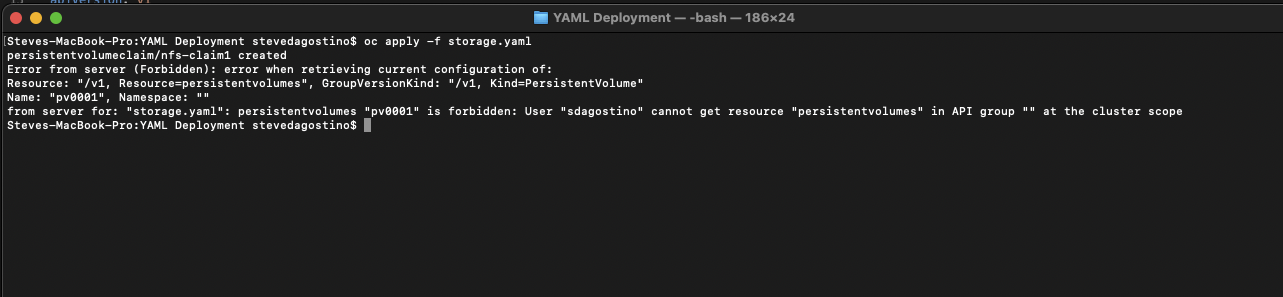 YAML Deployment — -bash — 186×24
[Steves-MacBook-Pro:YAML Deployment stevedagostino$ oc apply -f storage.yaml
persistentvolumeclaim/nfs-claim1 created
Error from server (Forbidden): error when retrieving current configuration of:
Resource: "/v1, Resource=persistentvolumes", GroupVersionKind: "/v1, Kind=PersistentVolume"
Name: "pv0001", Namespace: ""
from server for: "storage.yaml": persistentvolumes "pv0001" is forbidden: User "sdagostino" cannot get resource "persistentvolumes" in API group "" at the cluster scope
Steves-MacBook-Pro:YAML Deployment stevedagostino$